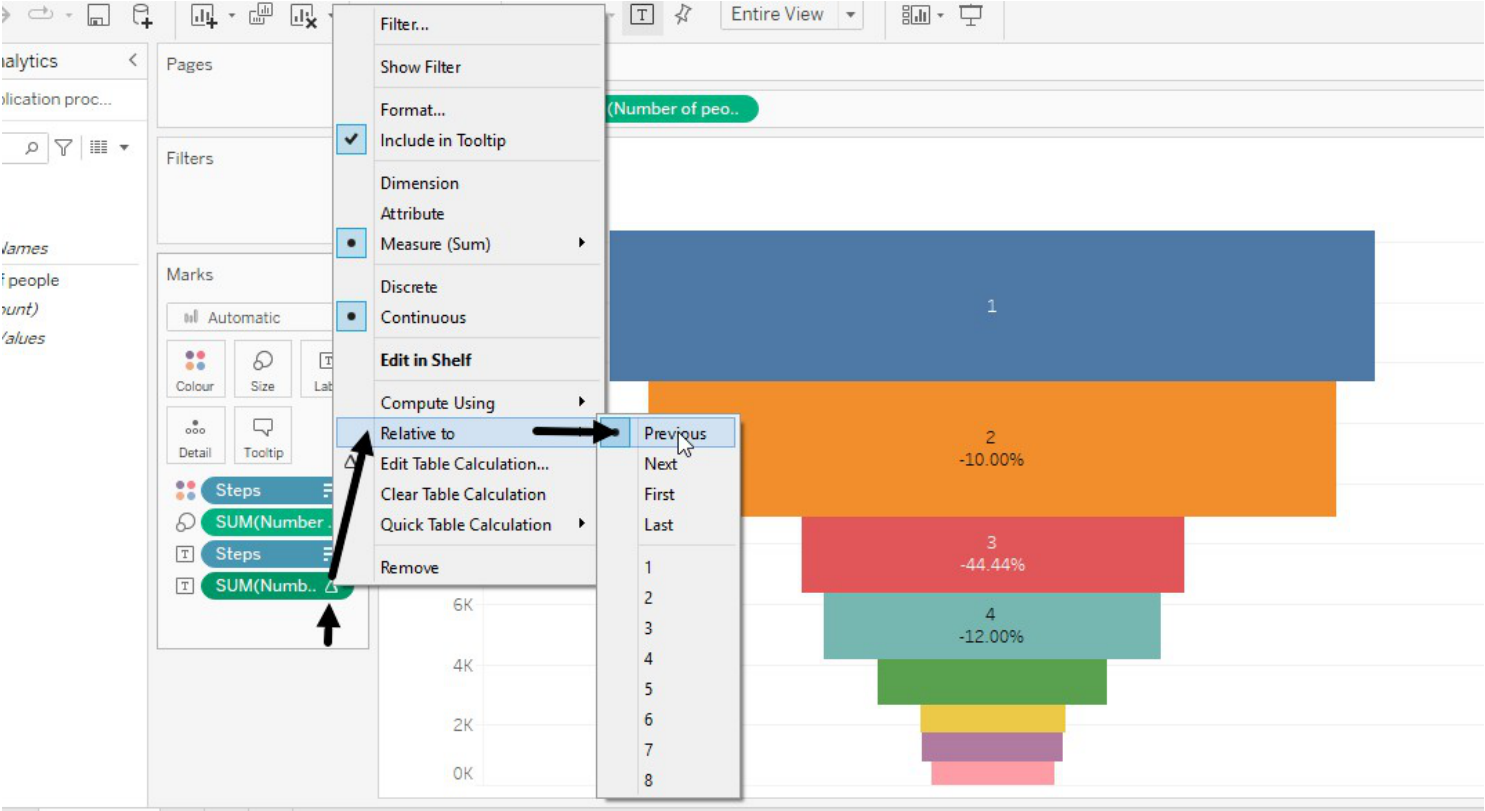 Entire View
nalytics
Pages
plication proc...
(Number of peo..
Filters
Names
f people
ount)
Values
Marks
Automatic
Colour
Size
Lab
Detail
Tooltip
Steps
SUM(Number .
Steps
SUM(Numb..
Filter...
Show Filter
Format...
Include in Tooltip
Dimension
Attribute
Measure (Sum)
Discrete
Continuous
Edit in Shelf
Compute Using
Relative to
Edit Table Calculation...
Clear Table Calculation
Quick Table Calculation
Remove
Previous
Next
First
Last
1
2
3
4
5
6
7
8
1
2
-10.00%
3
-44.44%
4
-12.00%
6K
4K
2K
0K